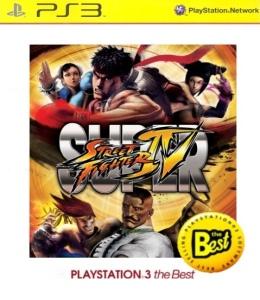 PS3
PlayStation Network
SUPER
STREET FIGHTER IV
the Best
PLAYSTATION 3 the Best